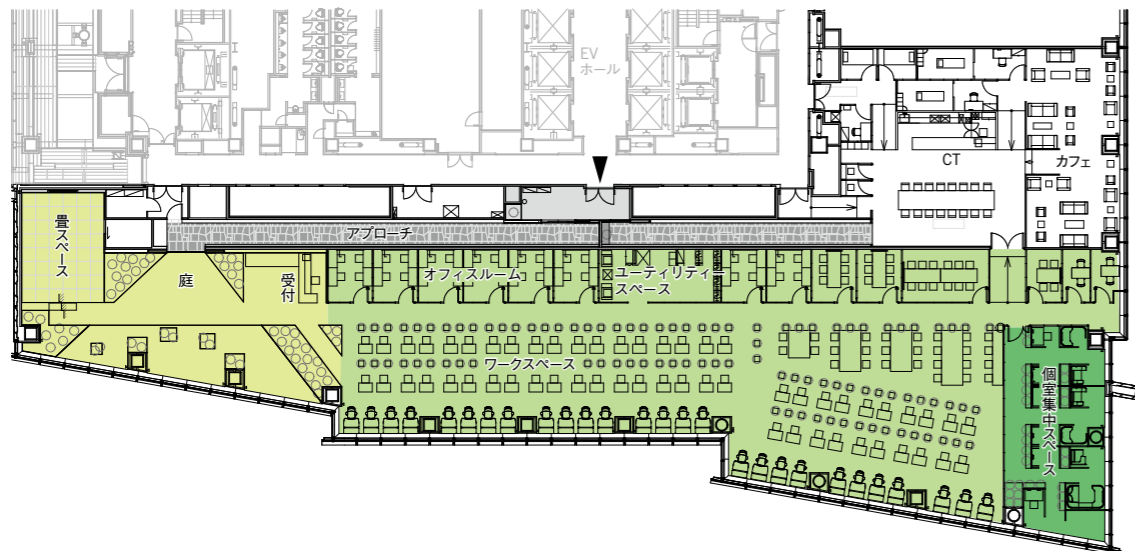 EV
ホール
CT
カフェ
畳スペース
アプローチ
庭
受付
オフィスルーム
ユーティリティ
スペース
ワークスペース
個室集中スペース